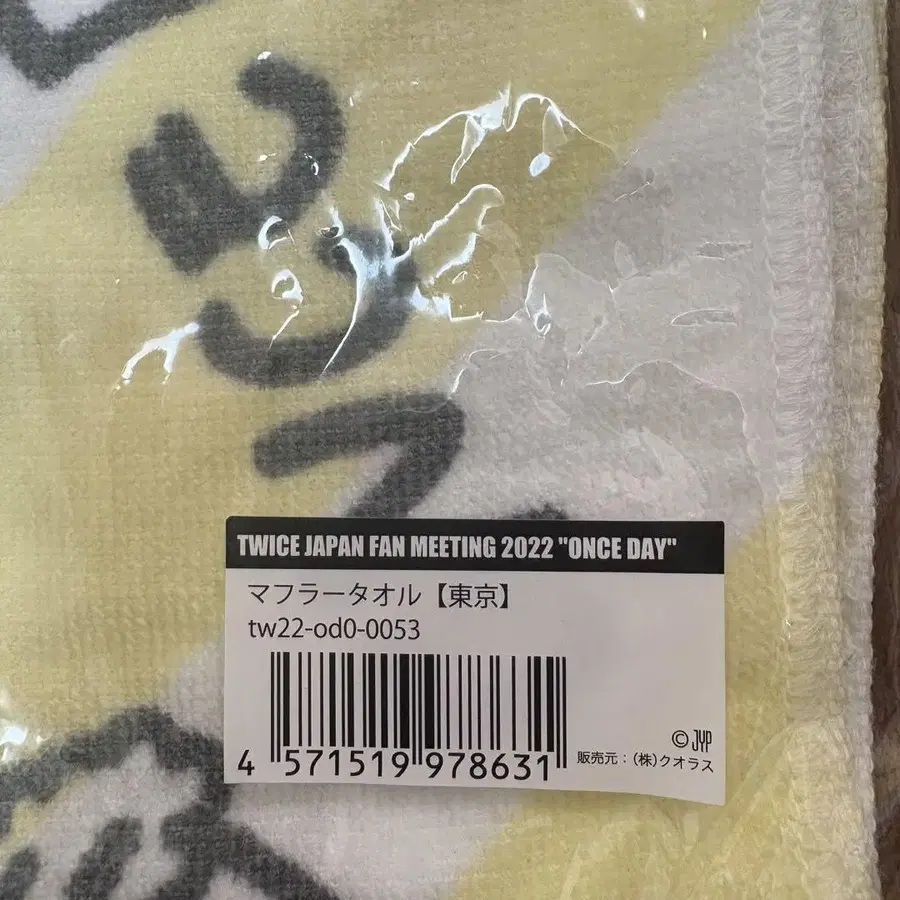 TWICE JAPAN FAN MEETING 2022 "ONCE DAY"
マフラータオル【東京】
tw22-od0-0053
4 571519 978631
© JYP
販売元：(株)クオラス